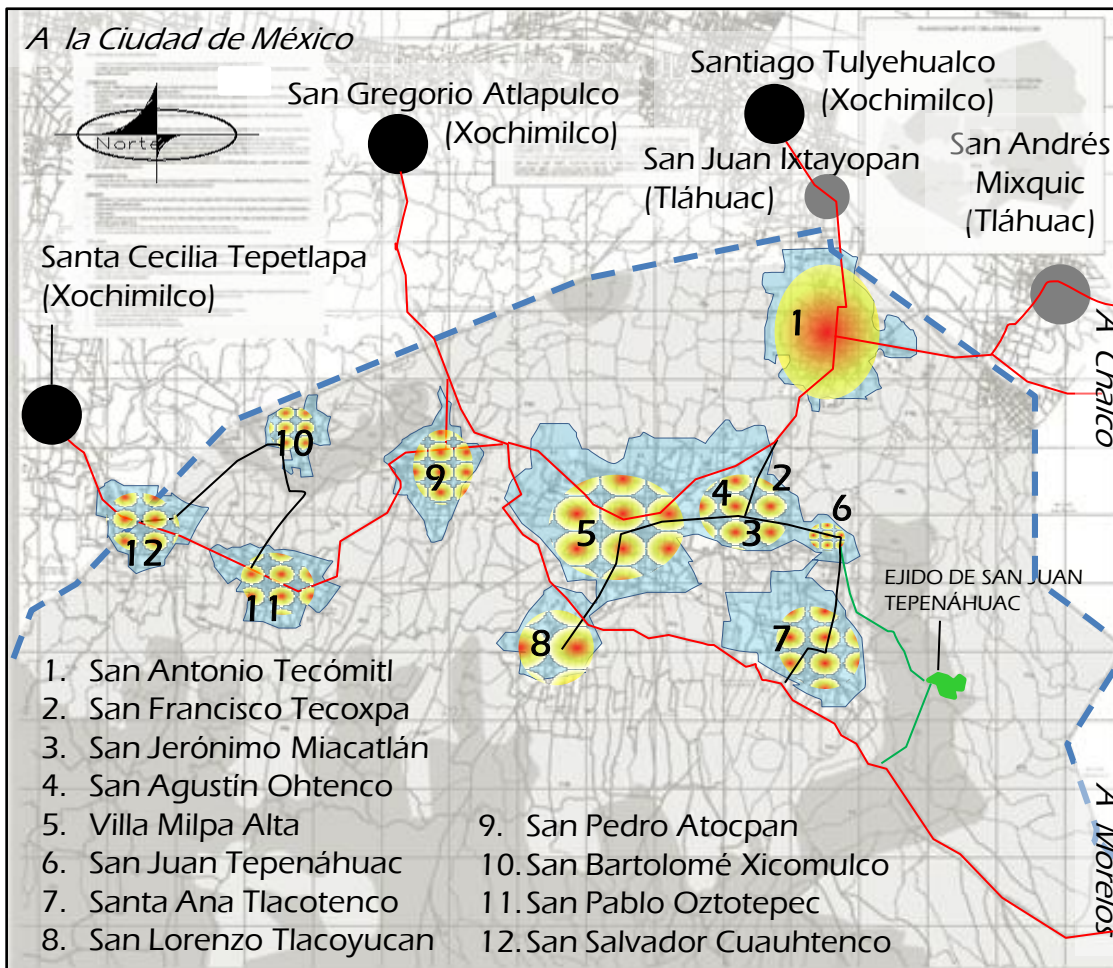 A la Ciudad de México
Norte
San Gregorio Atlapulco
(Xochimilco)
Santiago Tulyehualco
(Xochimilco)
San Juan Ixtayopan
(Tláhuac)
San Andrés
Mixquic
(Tláhuac)
Santa Cecilia Tepetlapa
(Xochimilco)
A Chalco
1
10
9
2
4
6
5
3
12
11
8
7
EJIDO DE SAN JUAN
TEPENÁHUAC
A Morelos
1. San Antonio Tecómitl
2. San Francisco Tecoxpa
3. San Jerónimo Miacatlán
4. San Agustín Ohtenco
5. Villa Milpa Alta
6. San Juan Tepenáhuac
7. Santa Ana Tlacotenco
8. San Lorenzo Tlacoyucan
9. San Pedro Atocpan
10. San Bartolomé Xicomulco
11. San Pablo Oztotepec
12. San Salvador Cuauhtenco